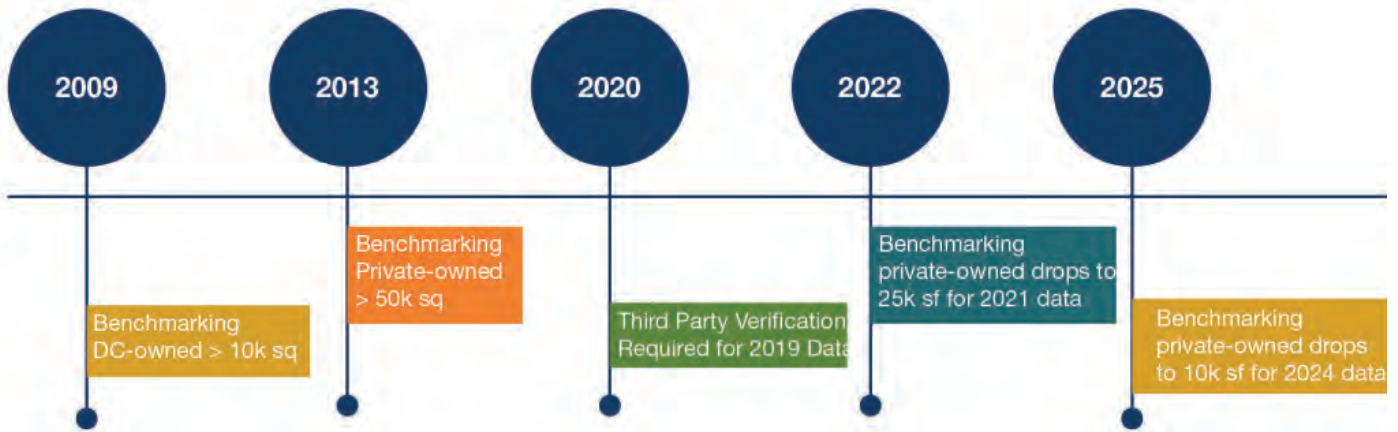 2009
2013
2020
2022
2025
Benchmarking
DC-owned > 10k sq
Benchmarking
Private-owned
> 50k sq
Third Party Verification
Required for 2019 Data
Benchmarking
private-owned drops to
25k sf for 2021 data
Benchmarking
private-owned drops
to 10k sf for 2024 data